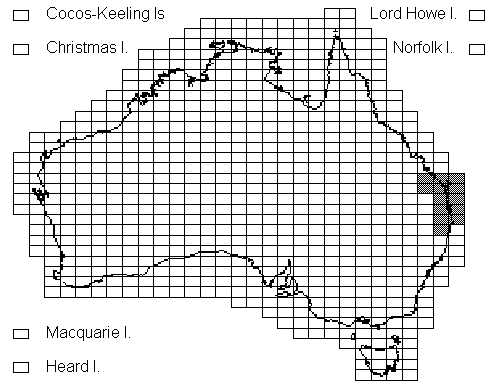 Cocos-Keeling Is
Lord Howe I.
Christmas I.
Norfolk I.
Macquarie I.
Heard I.